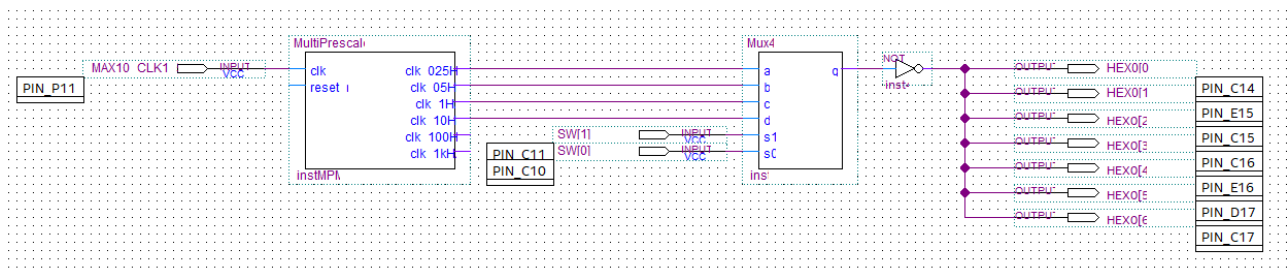 MultiPrescale
MAX10_CLK1
INPUT
VCC
PIN_P11
clk
reset
clk_025H
clk_05H
clk_1H
clk_10H
clk_100H
clk_1kH
instMPM
SW[1]
INPUT
VCC
SW[0]
INPUT
VCC
PIN_C11
PIN_C10
Mux4
a
b
c
d
s1
s0
q
ins
NOT
inst
OUTPUT
HEX0[0
OUTPUT
HEX0[1
OUTPUT
HEX0[2
OUTPUT
HEX0[3
OUTPUT
HEX0[4
OUTPUT
HEX0[5
OUTPUT
HEX0[6
PIN_C14
PIN_E15
PIN_C15
PIN_C16
PIN_E16
PIN_D17
PIN_C17